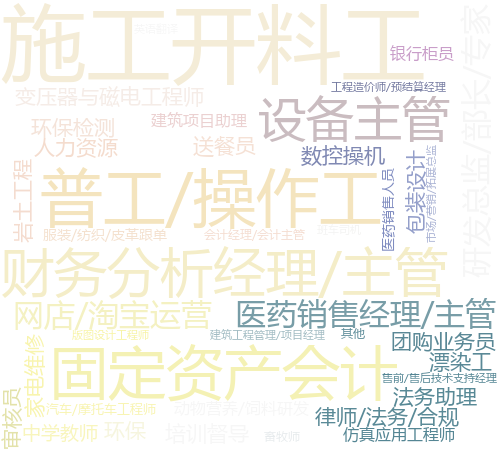 施工开料工
银行柜员
工程造价师/预结算经理
变压器与磁电工程师
设备主管
建筑项目助理
环保检测
送餐员
人力资源
数控操机
岩土工程
普工/操作工
医药销售人员
包装设计
市场/营销/拓展总监
研发总监/部长/专家
服装/纺织/皮革跟单
会计经理/会计主管
财务分析经理/主管
网店/淘宝运营
医药销售经理/主管
建筑工程管理/项目经理
其他
团购业务员
家电维修
固定资产会计
漂染工
售前/售后技术支持经理
审核员
汽车/摩托车工程师
动物营养/饲料研发
法务助理
律师/法务/合规
中学教师
环保
培训督导
畜牧师
仿真应用工程师